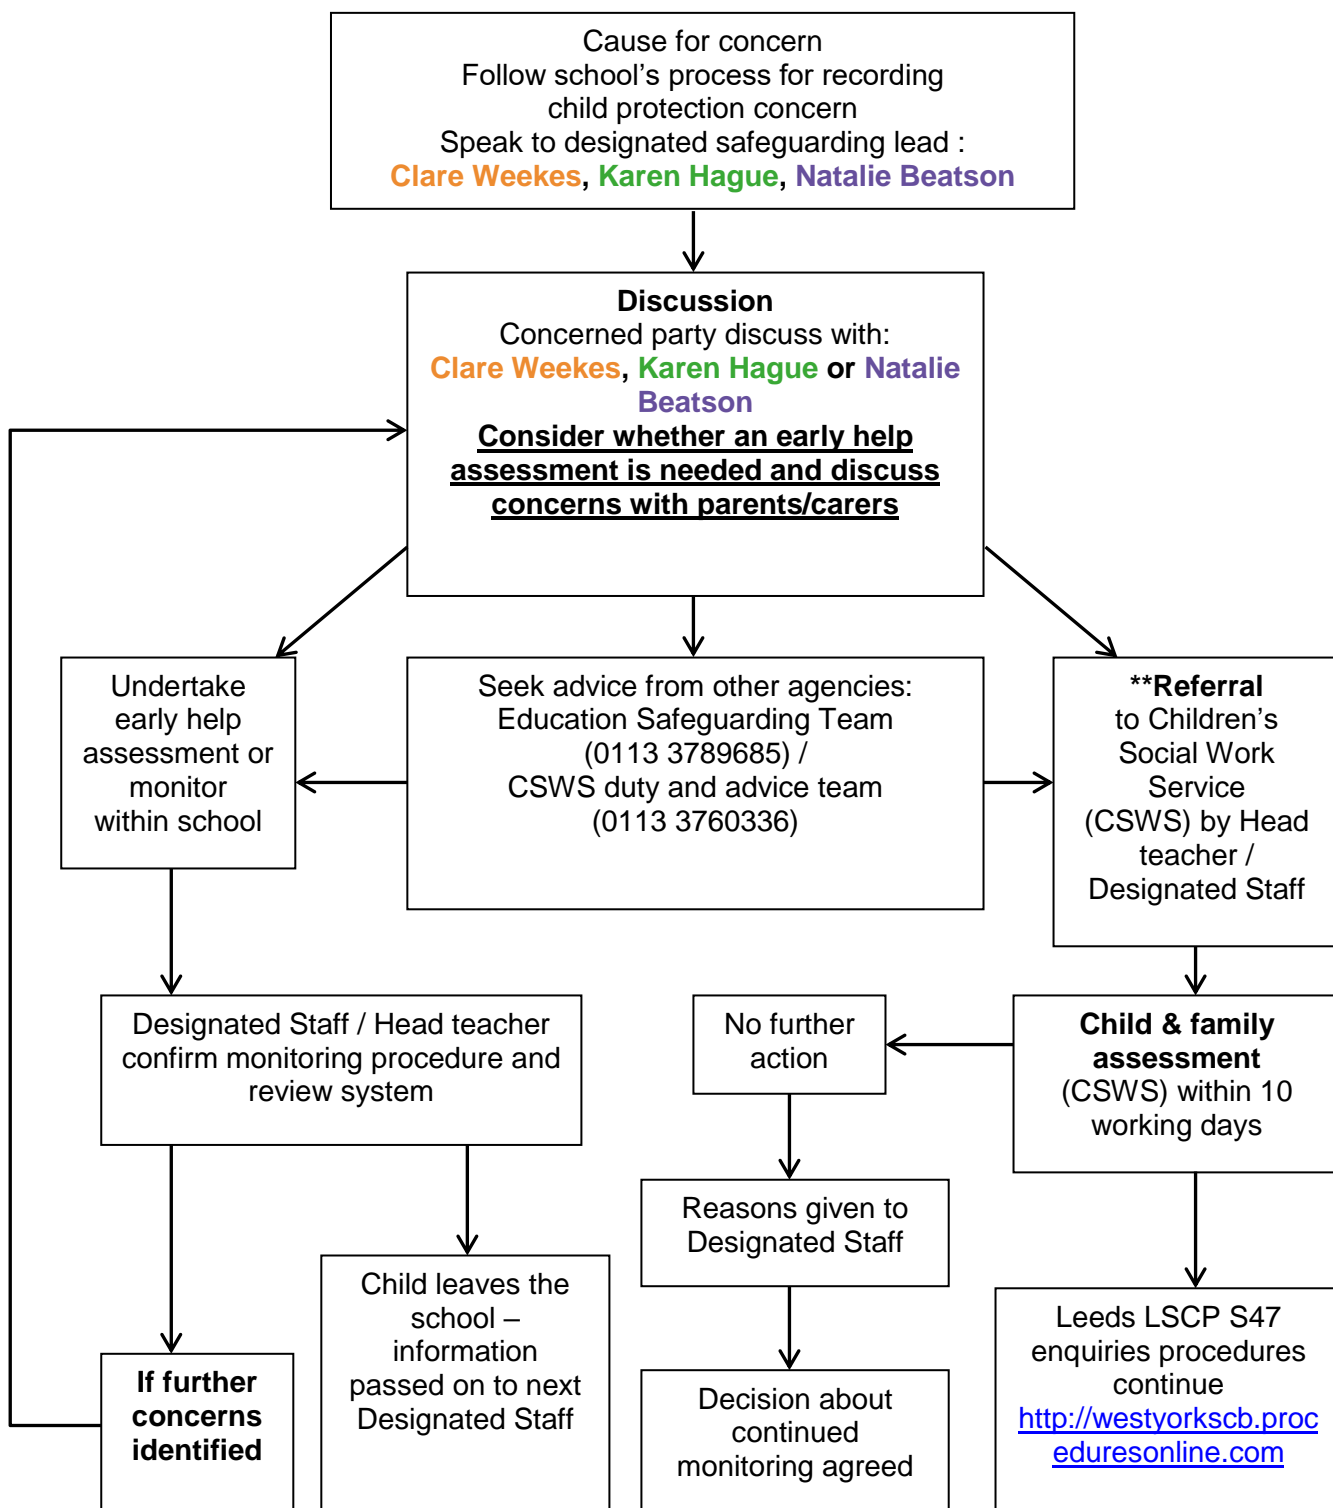 Cause for concern
Follow school’s process for recording
child protection concern
Speak to designated safeguarding lead :
Clare Weekes, Karen Hague, Natalie Beatson
Discussion
Concerned party discuss with:
Clare Weekes, Karen Hague or Natalie
Beatson
Consider whether an early help
assessment is needed and discuss
concerns with parents/carers
Undertake
early help
assessment or
monitor
within school
Seek advice from other agencies:
Education Safeguarding Team
(0113 3789685) /
CSWS duty and advice team
(0113 3760336)
**Referral
to Children’s
Social Work
Service
(CSWS) by Head
teacher /
Designated Staff
Designated Staff / Head teacher
confirm monitoring procedure and
review system
No further
action
Child & family
assessment
(CSWS) within 10
working days
Reasons given to
Designated Staff
If further
concerns
identified
Child leaves the
school –
information
passed on to next
Designated Staff
Decision about
continued
monitoring agreed
Leeds LSCP S47
enquiries procedures
continue
http://westyorkscb.proc
eduresonline.com